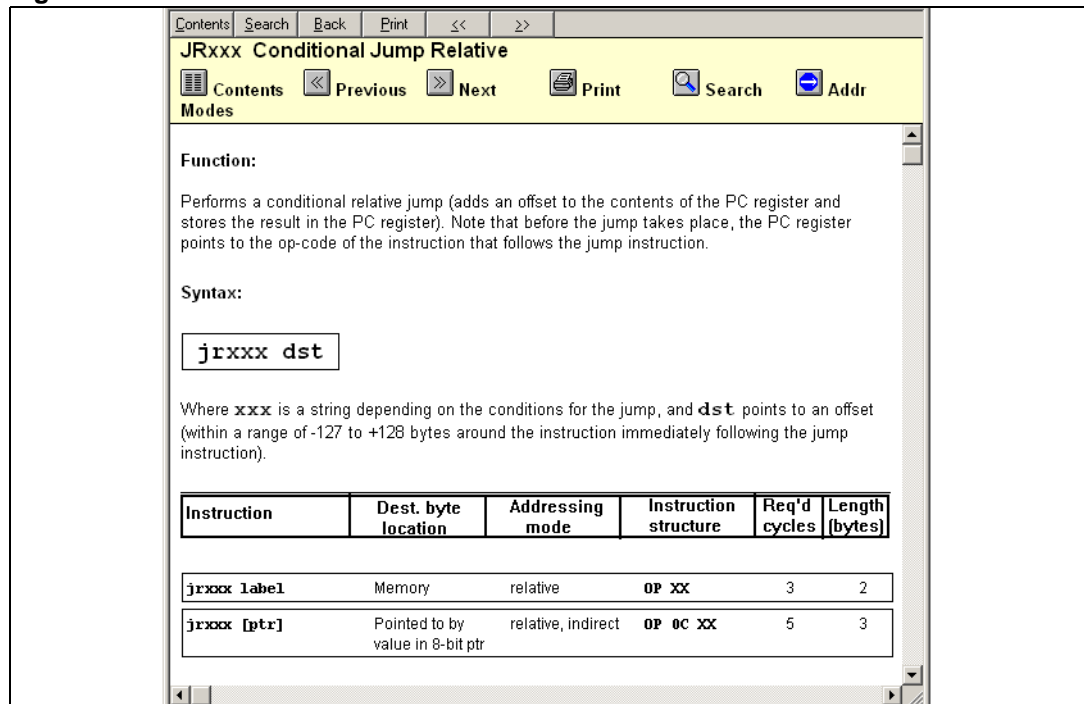 Contents Search Back Print << >>
JRxxx Conditional Jump Relative
Contents Previous Next Print Search Addr
Modes
Function:
Performs a conditional relative jump (adds an offset to the contents of the PC register and
stores the result in the PC register). Note that before the jump takes place, the PC register
points to the op-code of the instruction that follows the jump instruction.
Syntax:
jrxxx dst
Where xxx is a string depending on the conditions for the jump, and dst points to an offset
(within a range of -127 to +128 bytes around the instruction immediately following the jump
instruction).
Instruction Dest. byte Addressing Instruction Req'd Length
location mode structure cycles (bytes)
jrxxx label Memory relative OP XX 3 2
jrxxx [ptr] Pointed to by relative, indirect OP 0C XX 5 3
value in 8-bit ptr